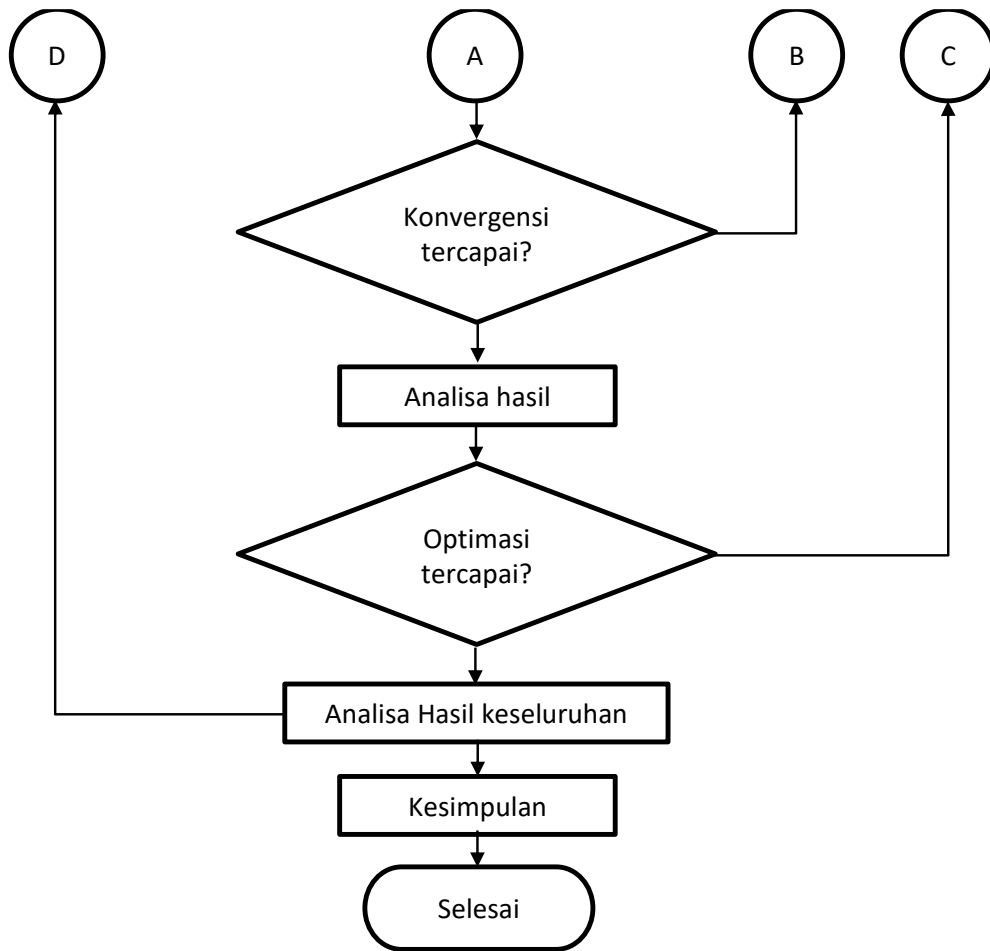 D
A
B
C
Konvergensi
tercapai?
Analisa hasil
Optimasi
tercapai?
Analisa Hasil keseluruhan
Kesimpulan
Selesai